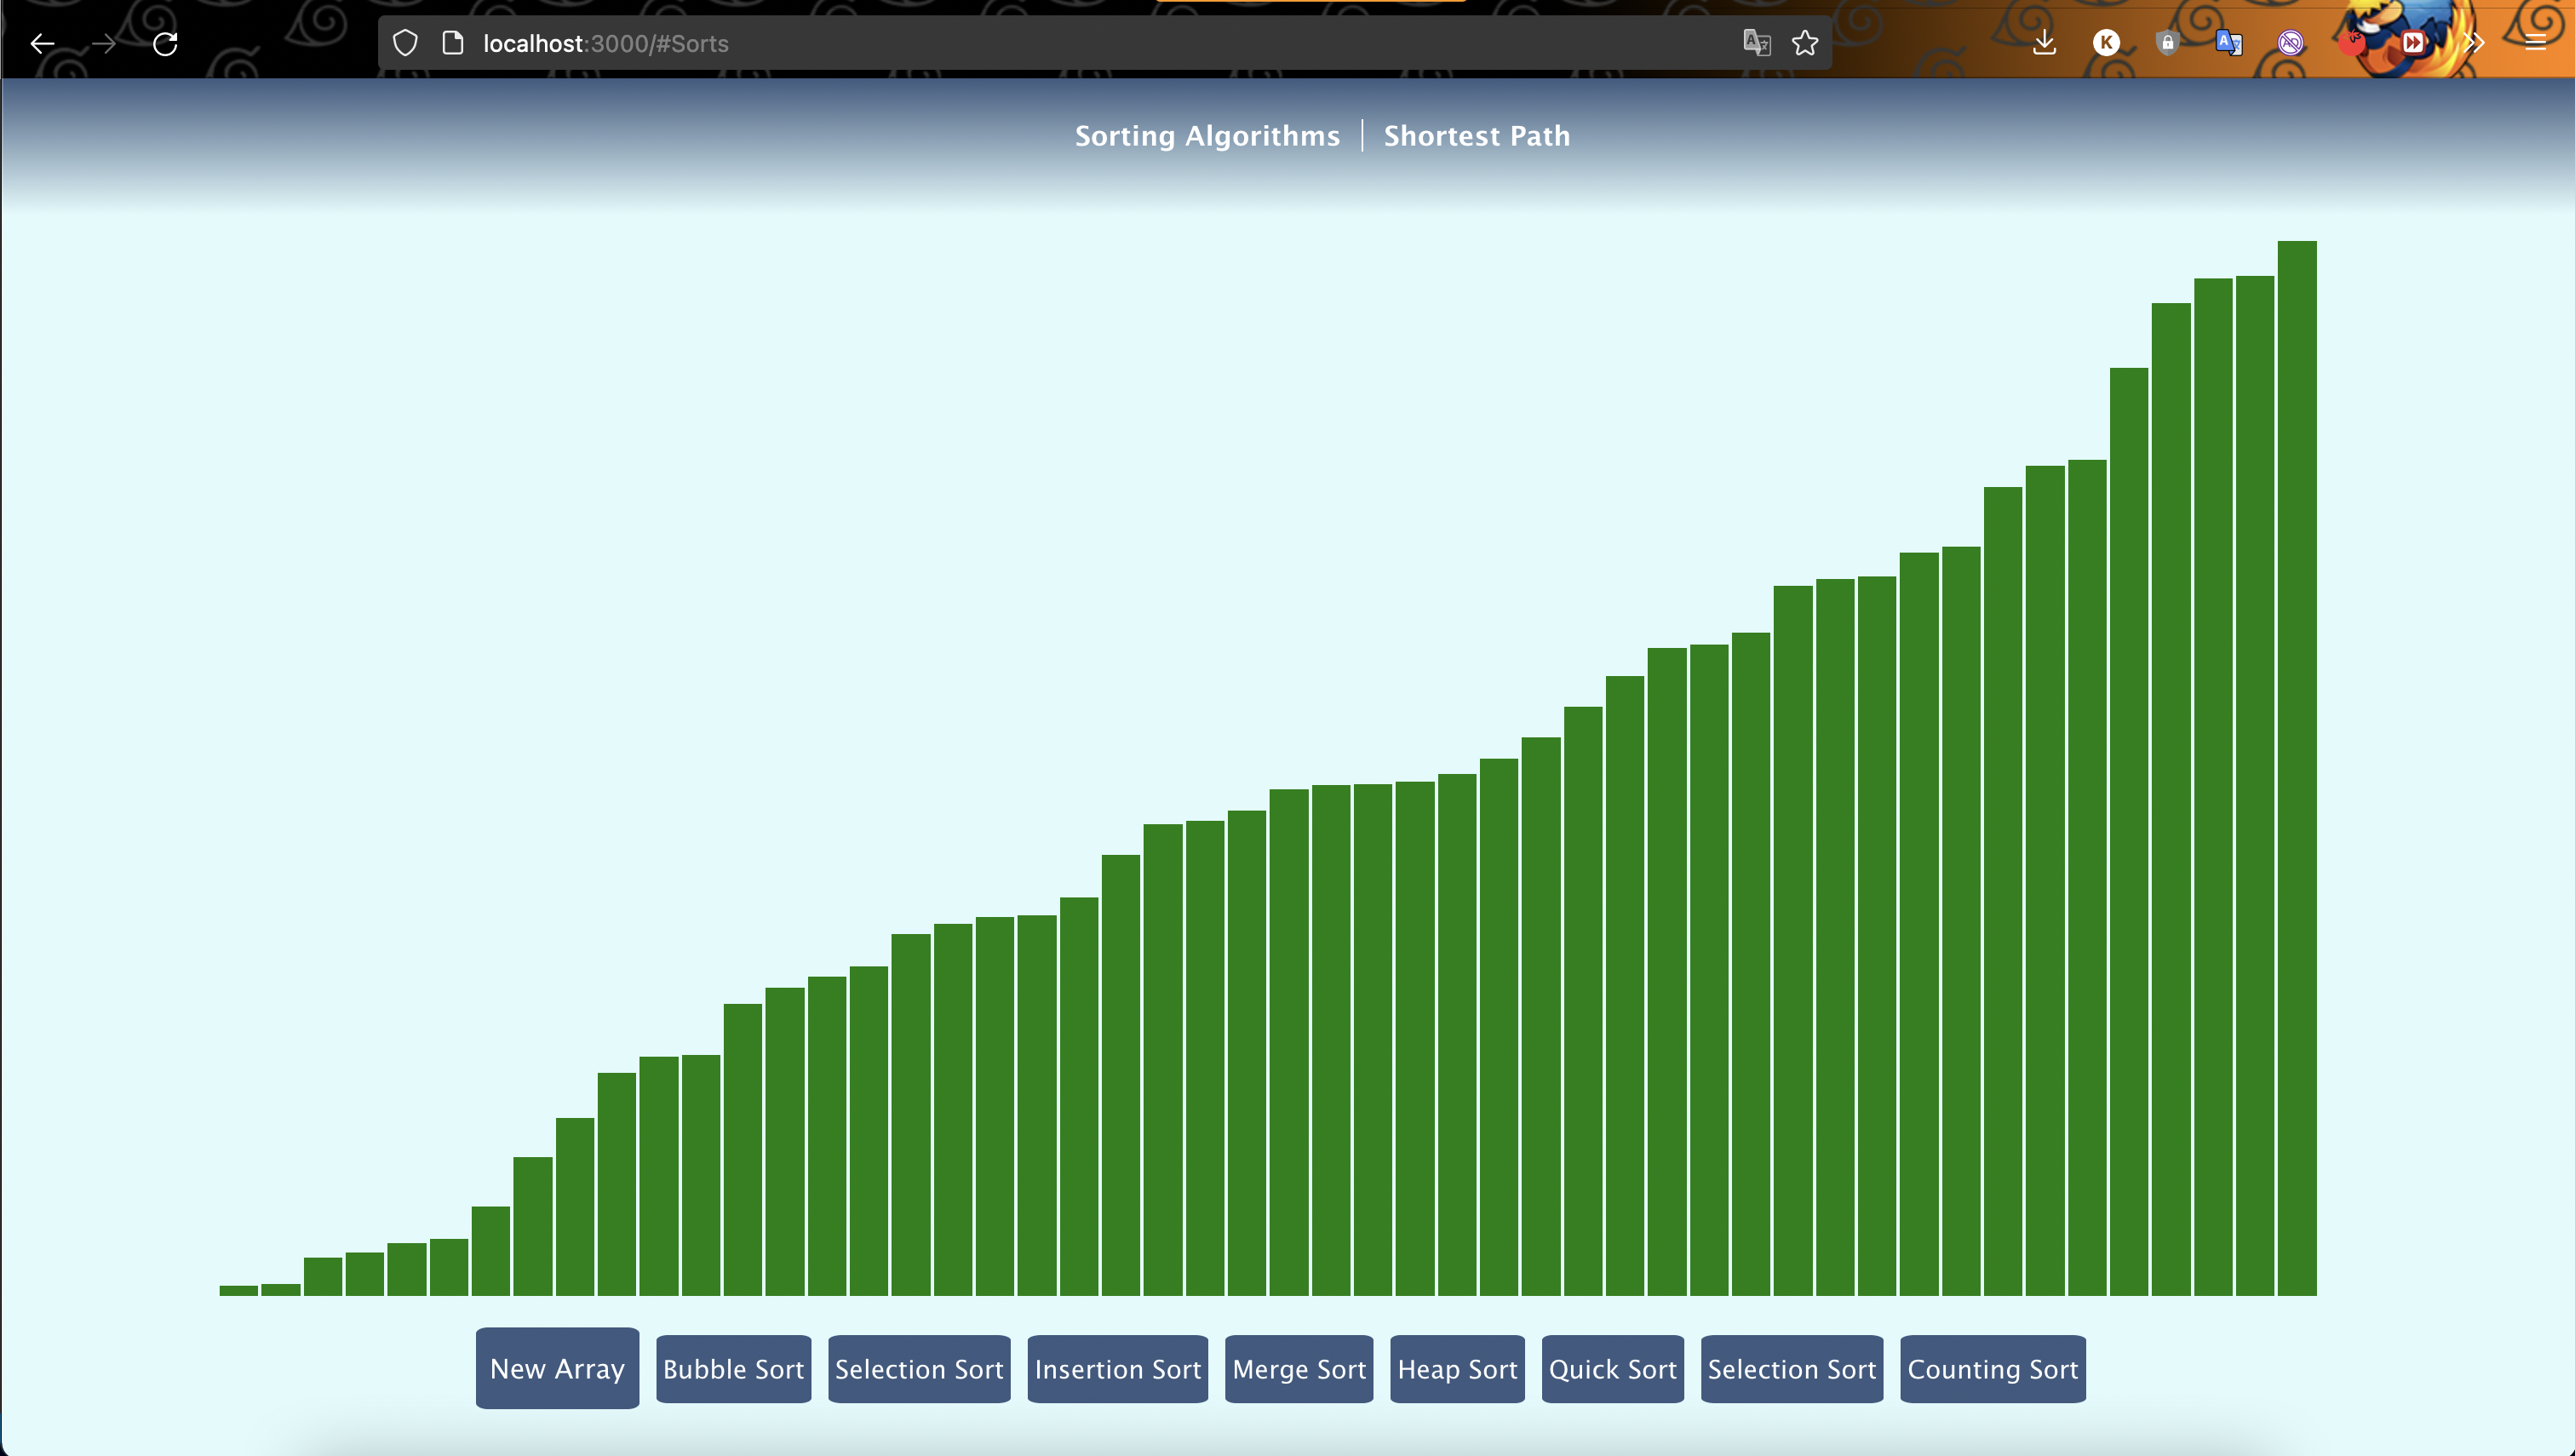 localhost:3000/#Sorts
Sorting Algorithms | Shortest Path
New Array Bubble Sort Selection Sort Insertion Sort Merge Sort Heap Sort Quick Sort Selection Sort Counting Sort